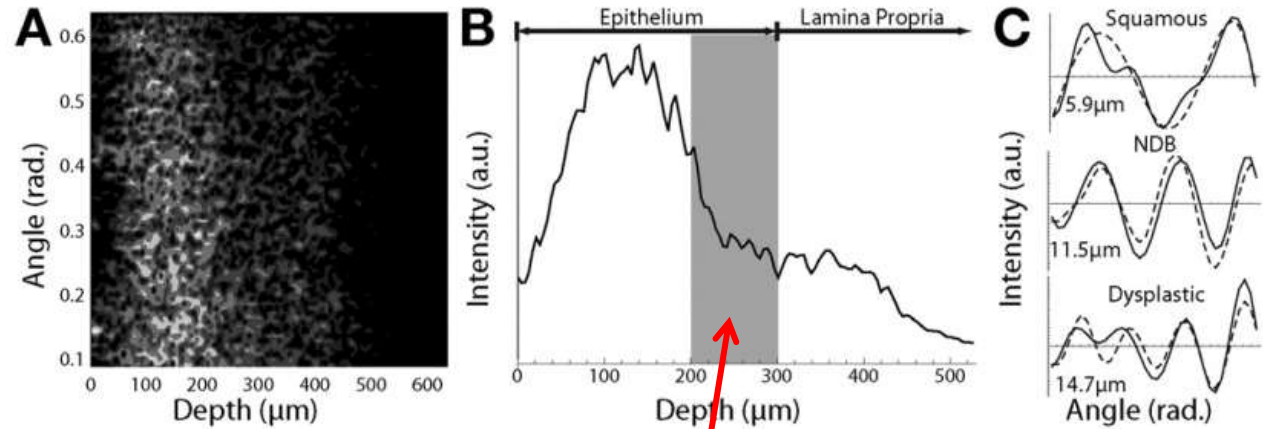 A
Angle (rad.)
0.6
0.5
0.4
0.3
0.2
0.1
0 100 200 300 400 500 600
Depth (µm)
B
Epithelium Lamina Propria
Intensity (a.u.)
0 100 200 300 400 500
Depth (µm)
C
Intensity (a.u.)
Squamous
5.9µm
NDB
11.5µm
Dysplastic
14.7µm
Angle (rad.)